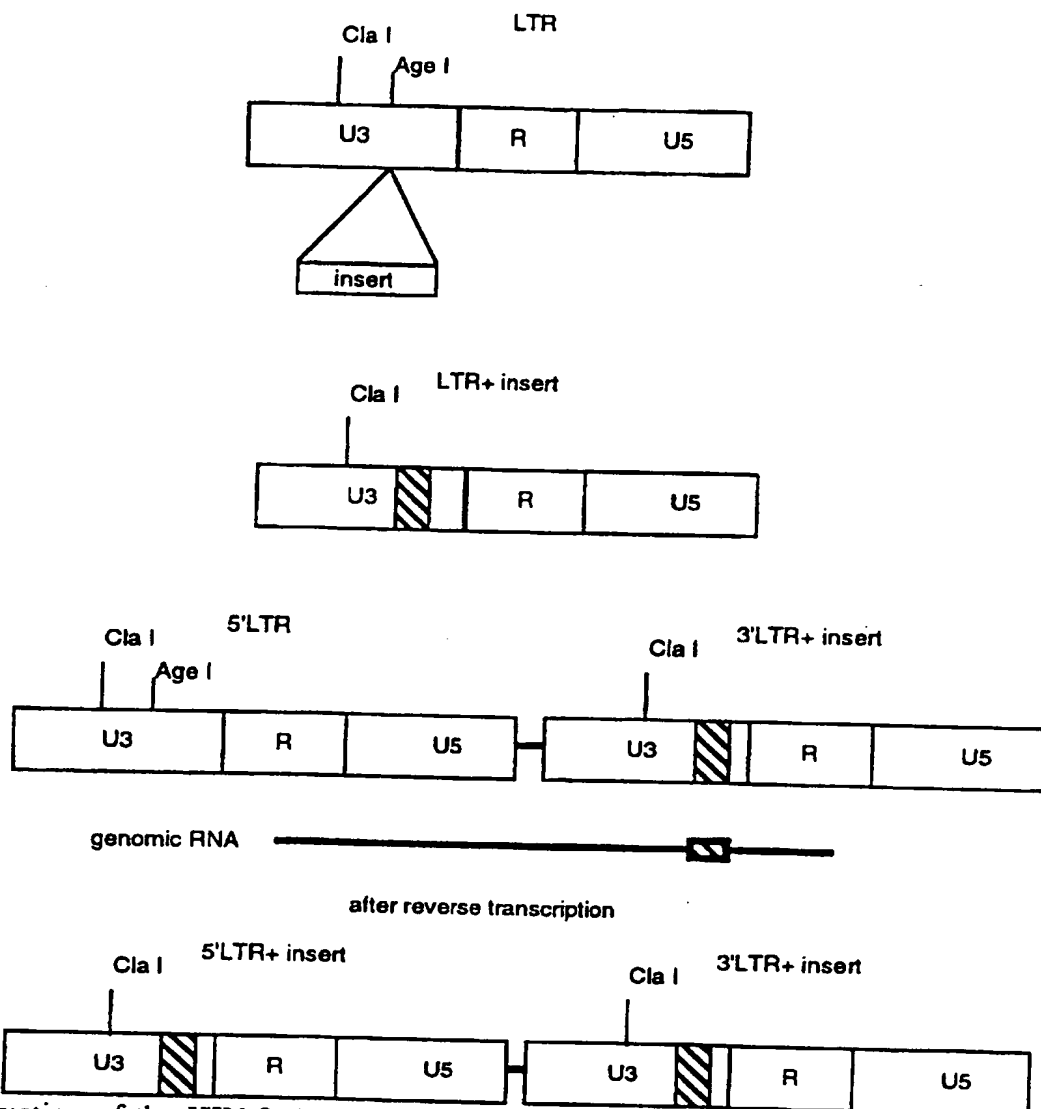 LTR
Cla I
Age I
U3 R U5
insert
LTR+ insert
Cla I
U3 R U5
5'LTR
3'LTR+ insert
Cla I
Cla I
Age I
U3 R U5 U3 R U5
genomic RNA
after reverse transcription
5'LTR+ insert
3'LTR+ insert
Cla I
Cla I
U3 R U5 U3 R U5
of the